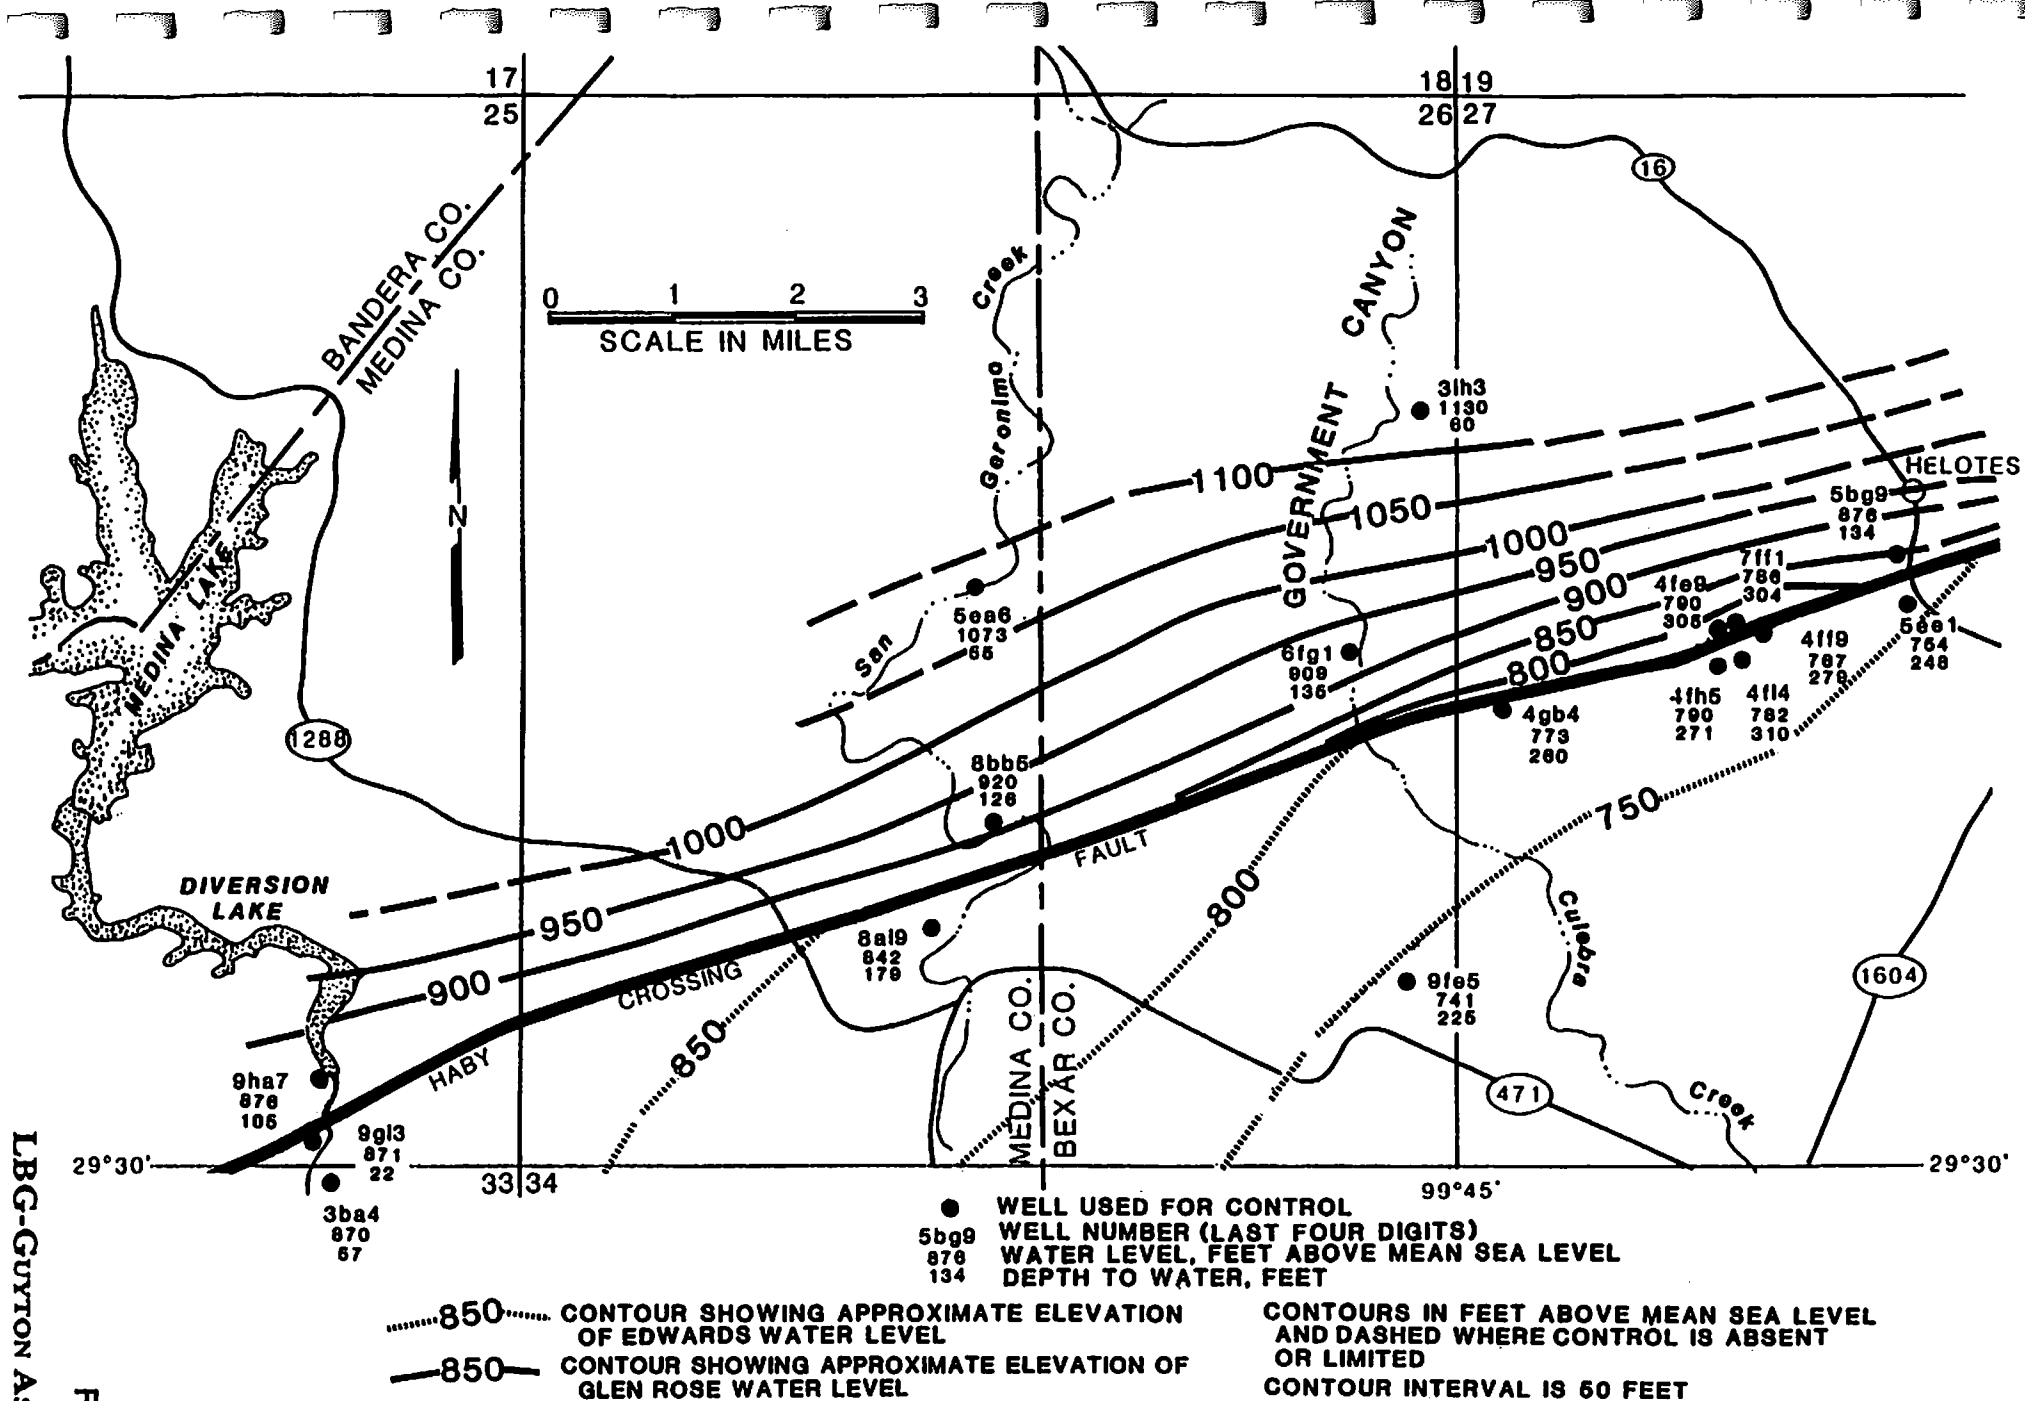 17
25
18 19
26 27
16
BANDERA CO.
MEDINA CO.
0 1 2 3
SCALE IN MILES
N
Creek
Geronimo
San
GOVERNMENT
CANYON
3ih3
1130
60
1100
1050
1000
950
900
850
800
HELOTES
5bg9
876
134
7ff1
786
304
4fe9
790
305
5ea6
1073
65
6fg1
909
135
4ff9
767
279
5ee1
754
248
4fh5
790
271
4fi4
782
310
4gb4
773
260
MEDINA LAKE
1288
8bb5
920
126
1000
950
900
FAULT
CROSSING
HABY
750
800
850
DIVERSION
LAKE
8ai9
842
179
9fe5
741
225
Culebra
Creek
1604
471
MEDINA CO.
BEXAR CO.
9ha7
876
105
9gi3
871
22
3ba4
870
57
29°30'
29°30'
33 34
99°45'
WELL USED FOR CONTROL
5bg9 WELL NUMBER (LAST FOUR DIGITS)
876 WATER LEVEL, FEET ABOVE MEAN SEA LEVEL
134 DEPTH TO WATER, FEET
850 CONTOUR SHOWING APPROXIMATE ELEVATION
OF EDWARDS WATER LEVEL
850 CONTOUR SHOWING APPROXIMATE ELEVATION OF
GLEN ROSE WATER LEVEL
CONTOURS IN FEET ABOVE MEAN SEA LEVEL
AND DASHED WHERE CONTROL IS ABSENT
OR LIMITED
CONTOUR INTERVAL IS 50 FEET
LBG-GUYTON